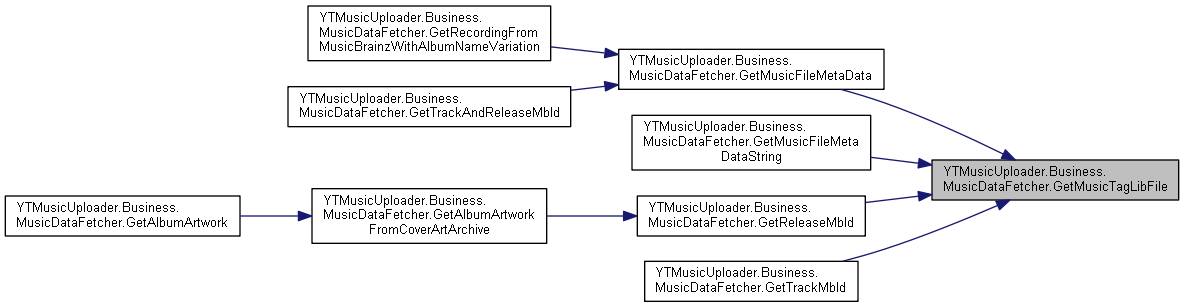 YTMusicUploader.Business.
MusicDataFetcher.GetRecordingFrom
MusicBrainzWithAlbumNameVariation
YTMusicUploader.Business.
MusicDataFetcher.GetMusicFileMetaData
YTMusicUploader.Business.
MusicDataFetcher.GetTrackAndReleaseMbId
YTMusicUploader.Business.
MusicDataFetcher.GetMusicFileMeta
DataString
YTMusicUploader.Business.
MusicDataFetcher.GetMusicTagLibFile
YTMusicUploader.Business.
MusicDataFetcher.GetAlbumArtwork
YTMusicUploader.Business.
MusicDataFetcher.GetAlbumArtwork
FromCoverArtArchive
YTMusicUploader.Business.
MusicDataFetcher.GetReleaseMbId
YTMusicUploader.Business.
MusicDataFetcher.GetTrackMbId